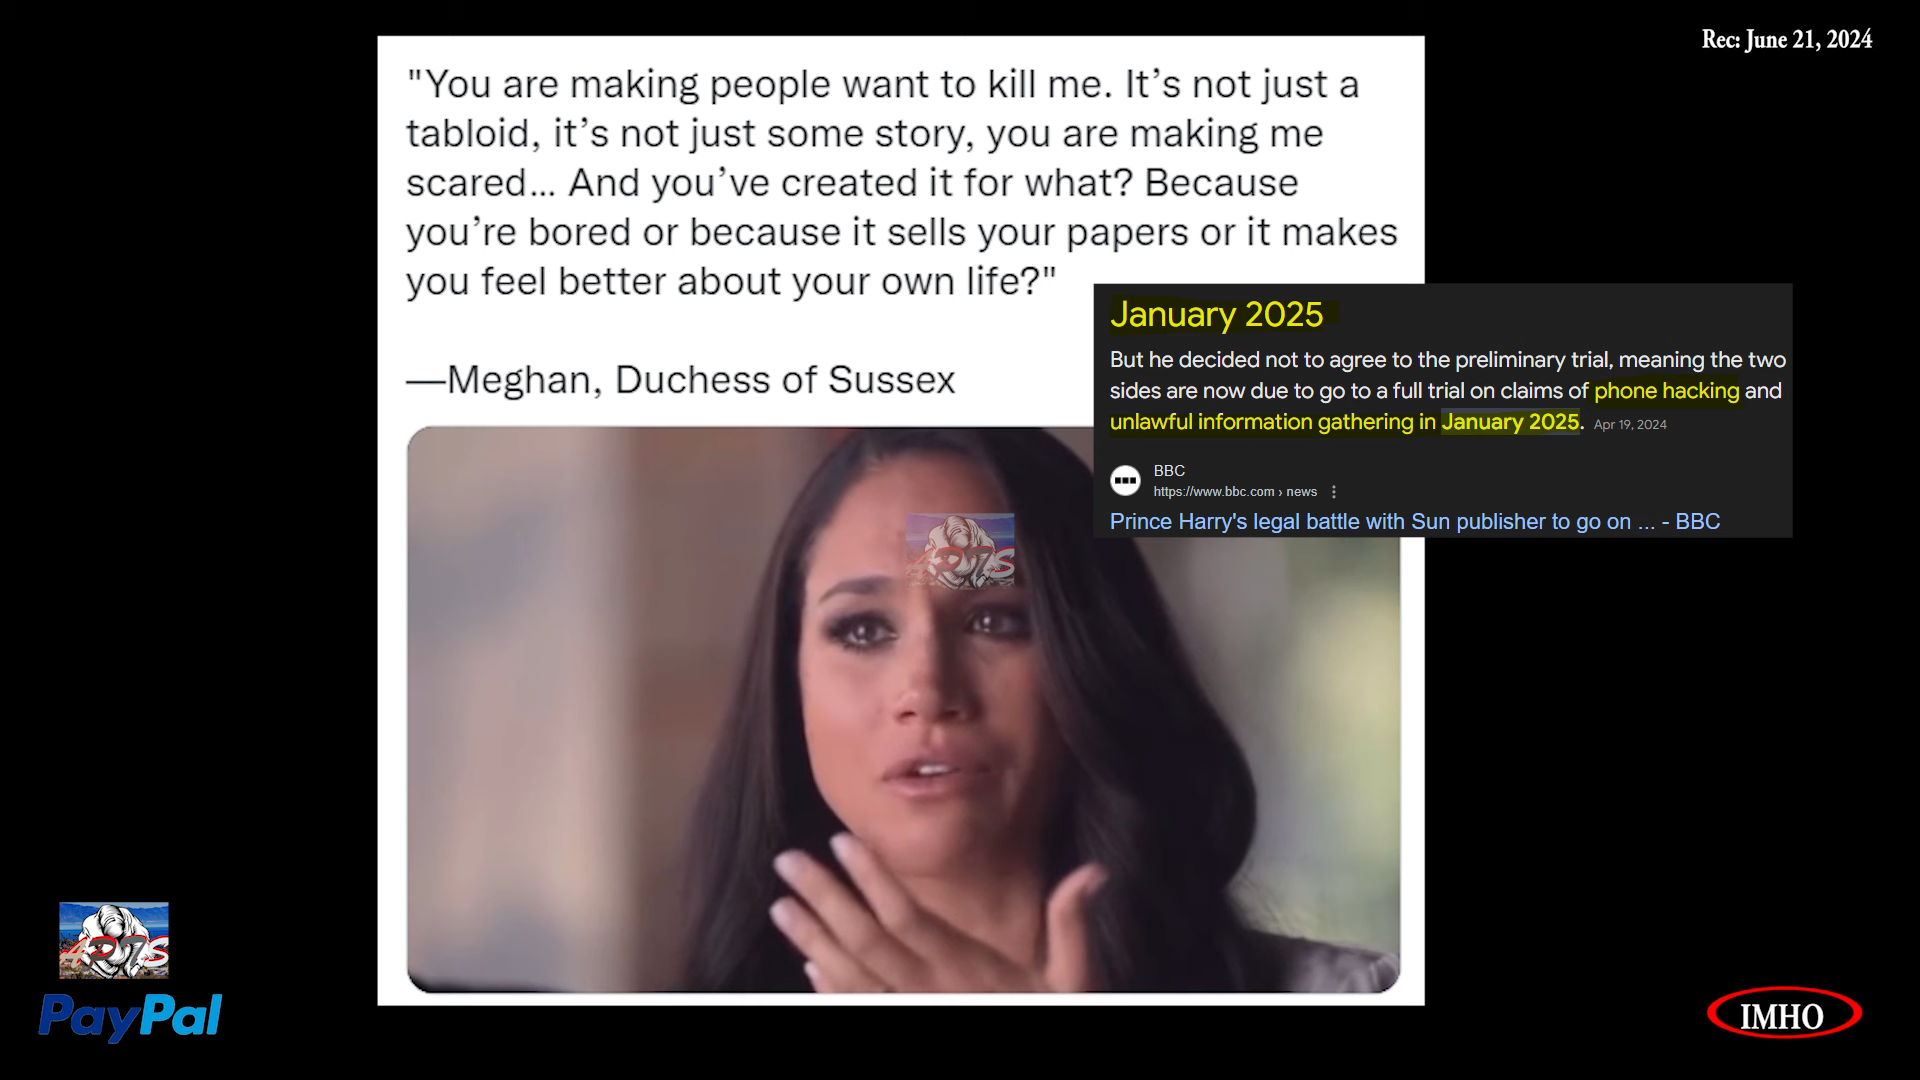 Rec: June 21, 2024
"You are making people want to kill me. It’s not just a
tabloid, it’s not just some story, you are making me
scared... And you’ve created it for what? Because
you’re bored or because it sells your papers or it makes
you feel better about your own life?"
—Meghan, Duchess of Sussex
January 2025
But he decided not to agree to the preliminary trial, meaning the two
sides are now due to go to a full trial on claims of phone hacking and
unlawful information gathering in January 2025. Apr 19, 2024
BBC
https://www.bbc.com › news
Prince Harry's legal battle with Sun publisher to go on ... - BBC
PayPal
IMHO